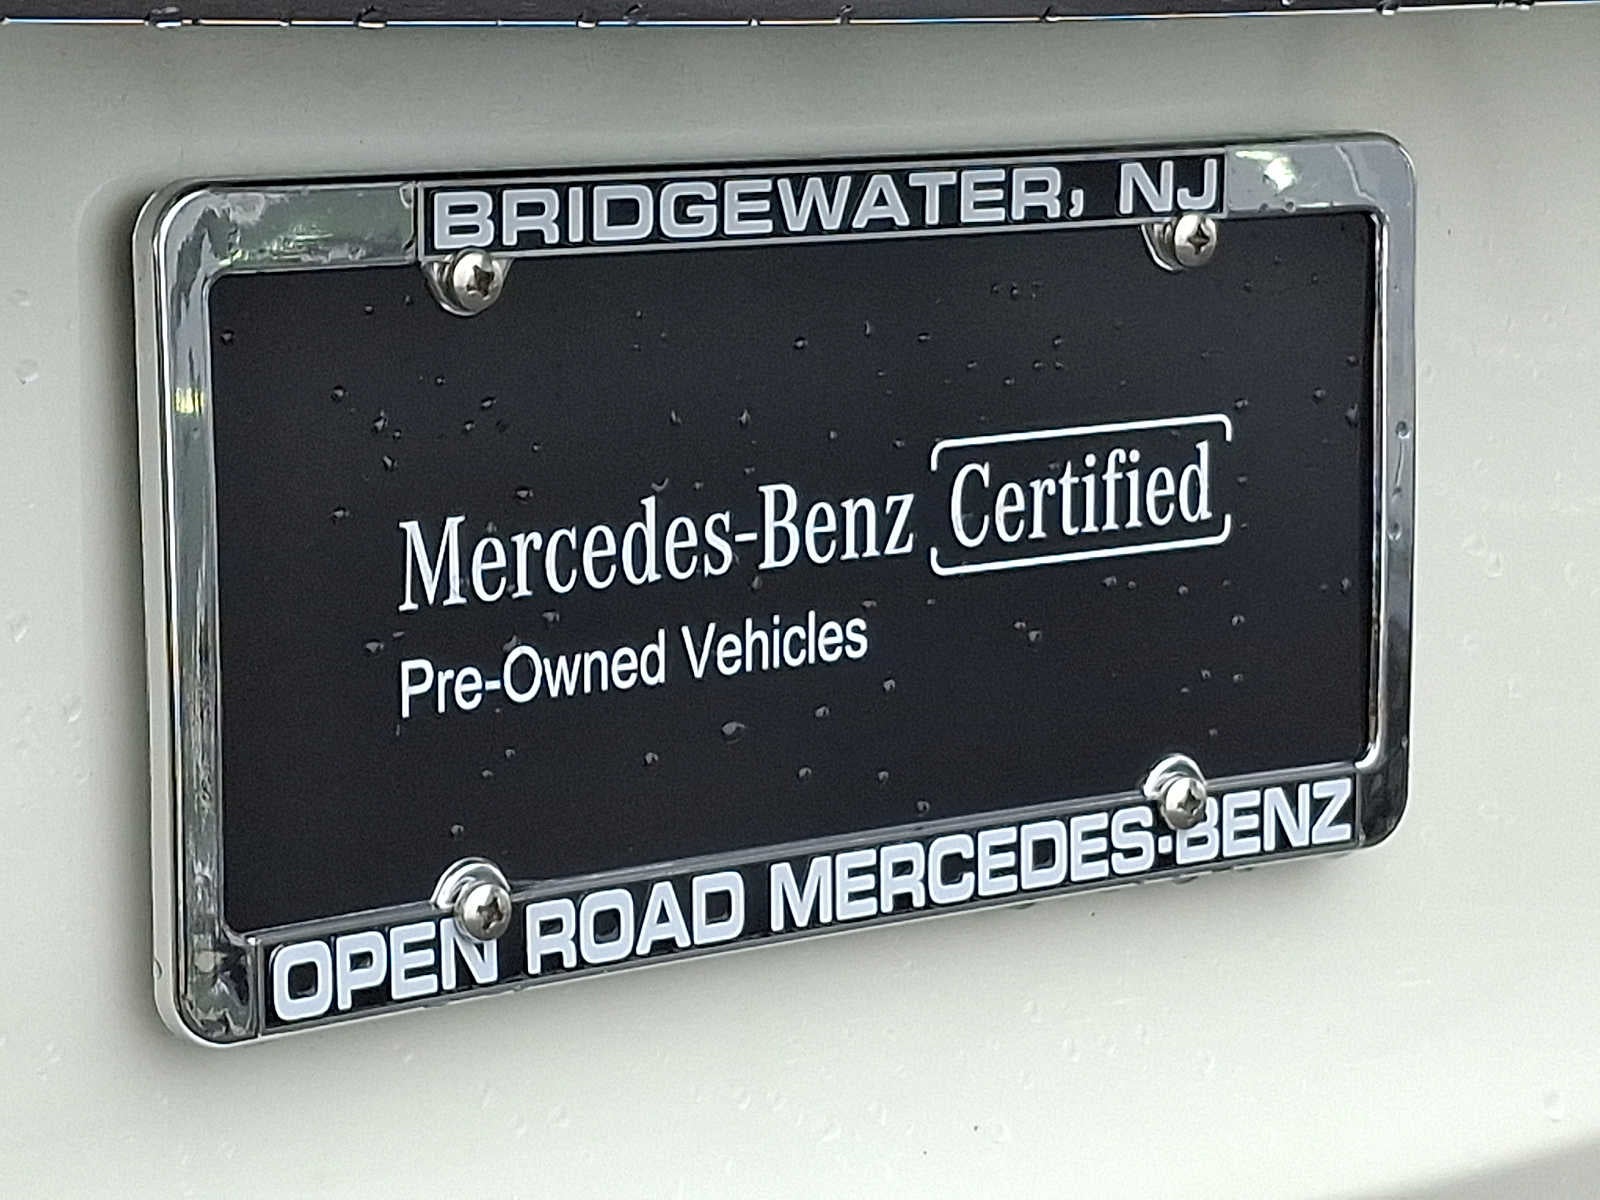 BRIDGEWATER, NJ
Mercedes-Benz Certified
Pre-Owned Vehicles
OPEN ROAD MERCEDES-BENZ